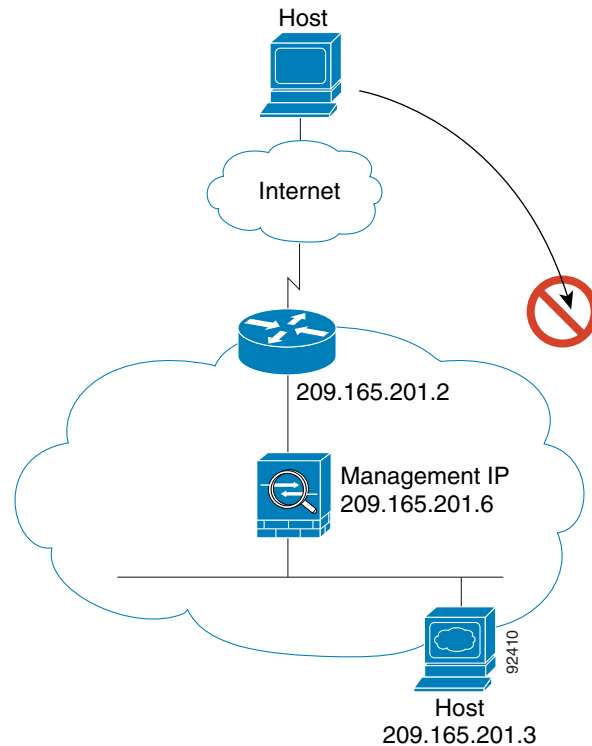 Host
Internet
209.165.201.2
Management IP
209.165.201.6
92410
Host
209.165.201.3